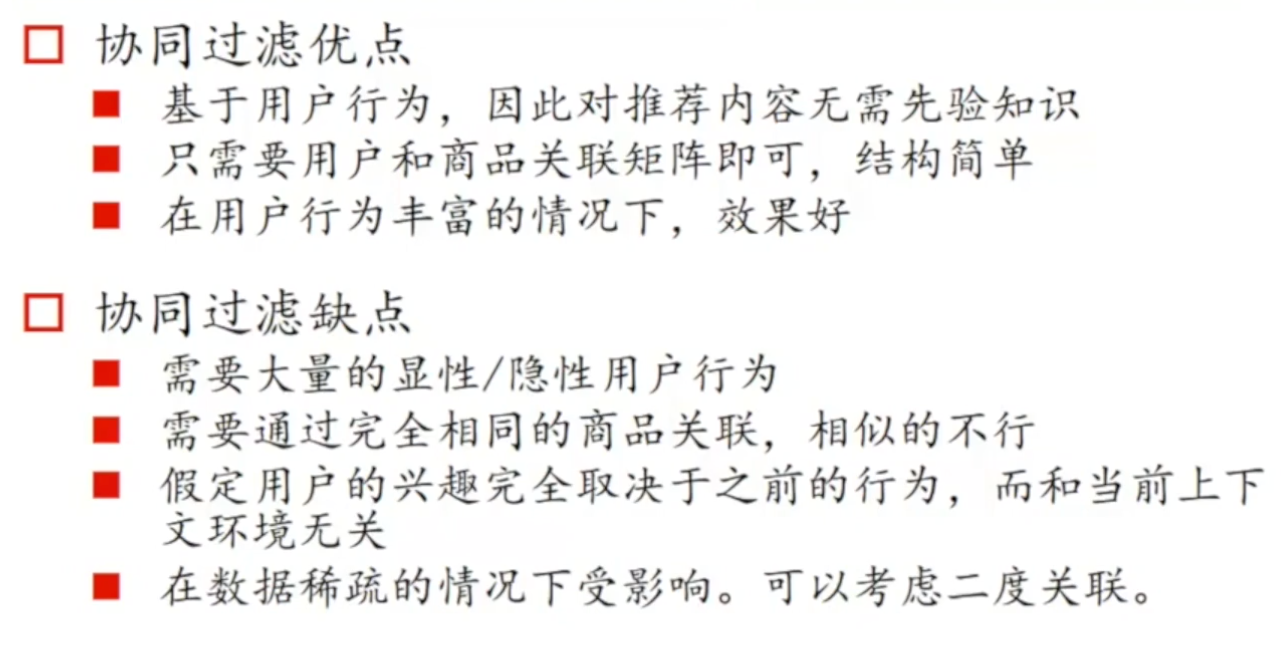 协同过滤优点
基于用户行为，因此对推荐内容无需先验知识
只需要用户和商品关联矩阵即可，结构简单
在用户行为丰富的情况下，效果好
协同过滤缺点
需要大量的显性/隐性用户行为
需要通过完全相同的商品关联，相似的不行
假定用户的兴趣完全取决于之前的行为，而和当前上下
文环境无关
在数据稀疏的情况下受影响。可以考虑二度关联。